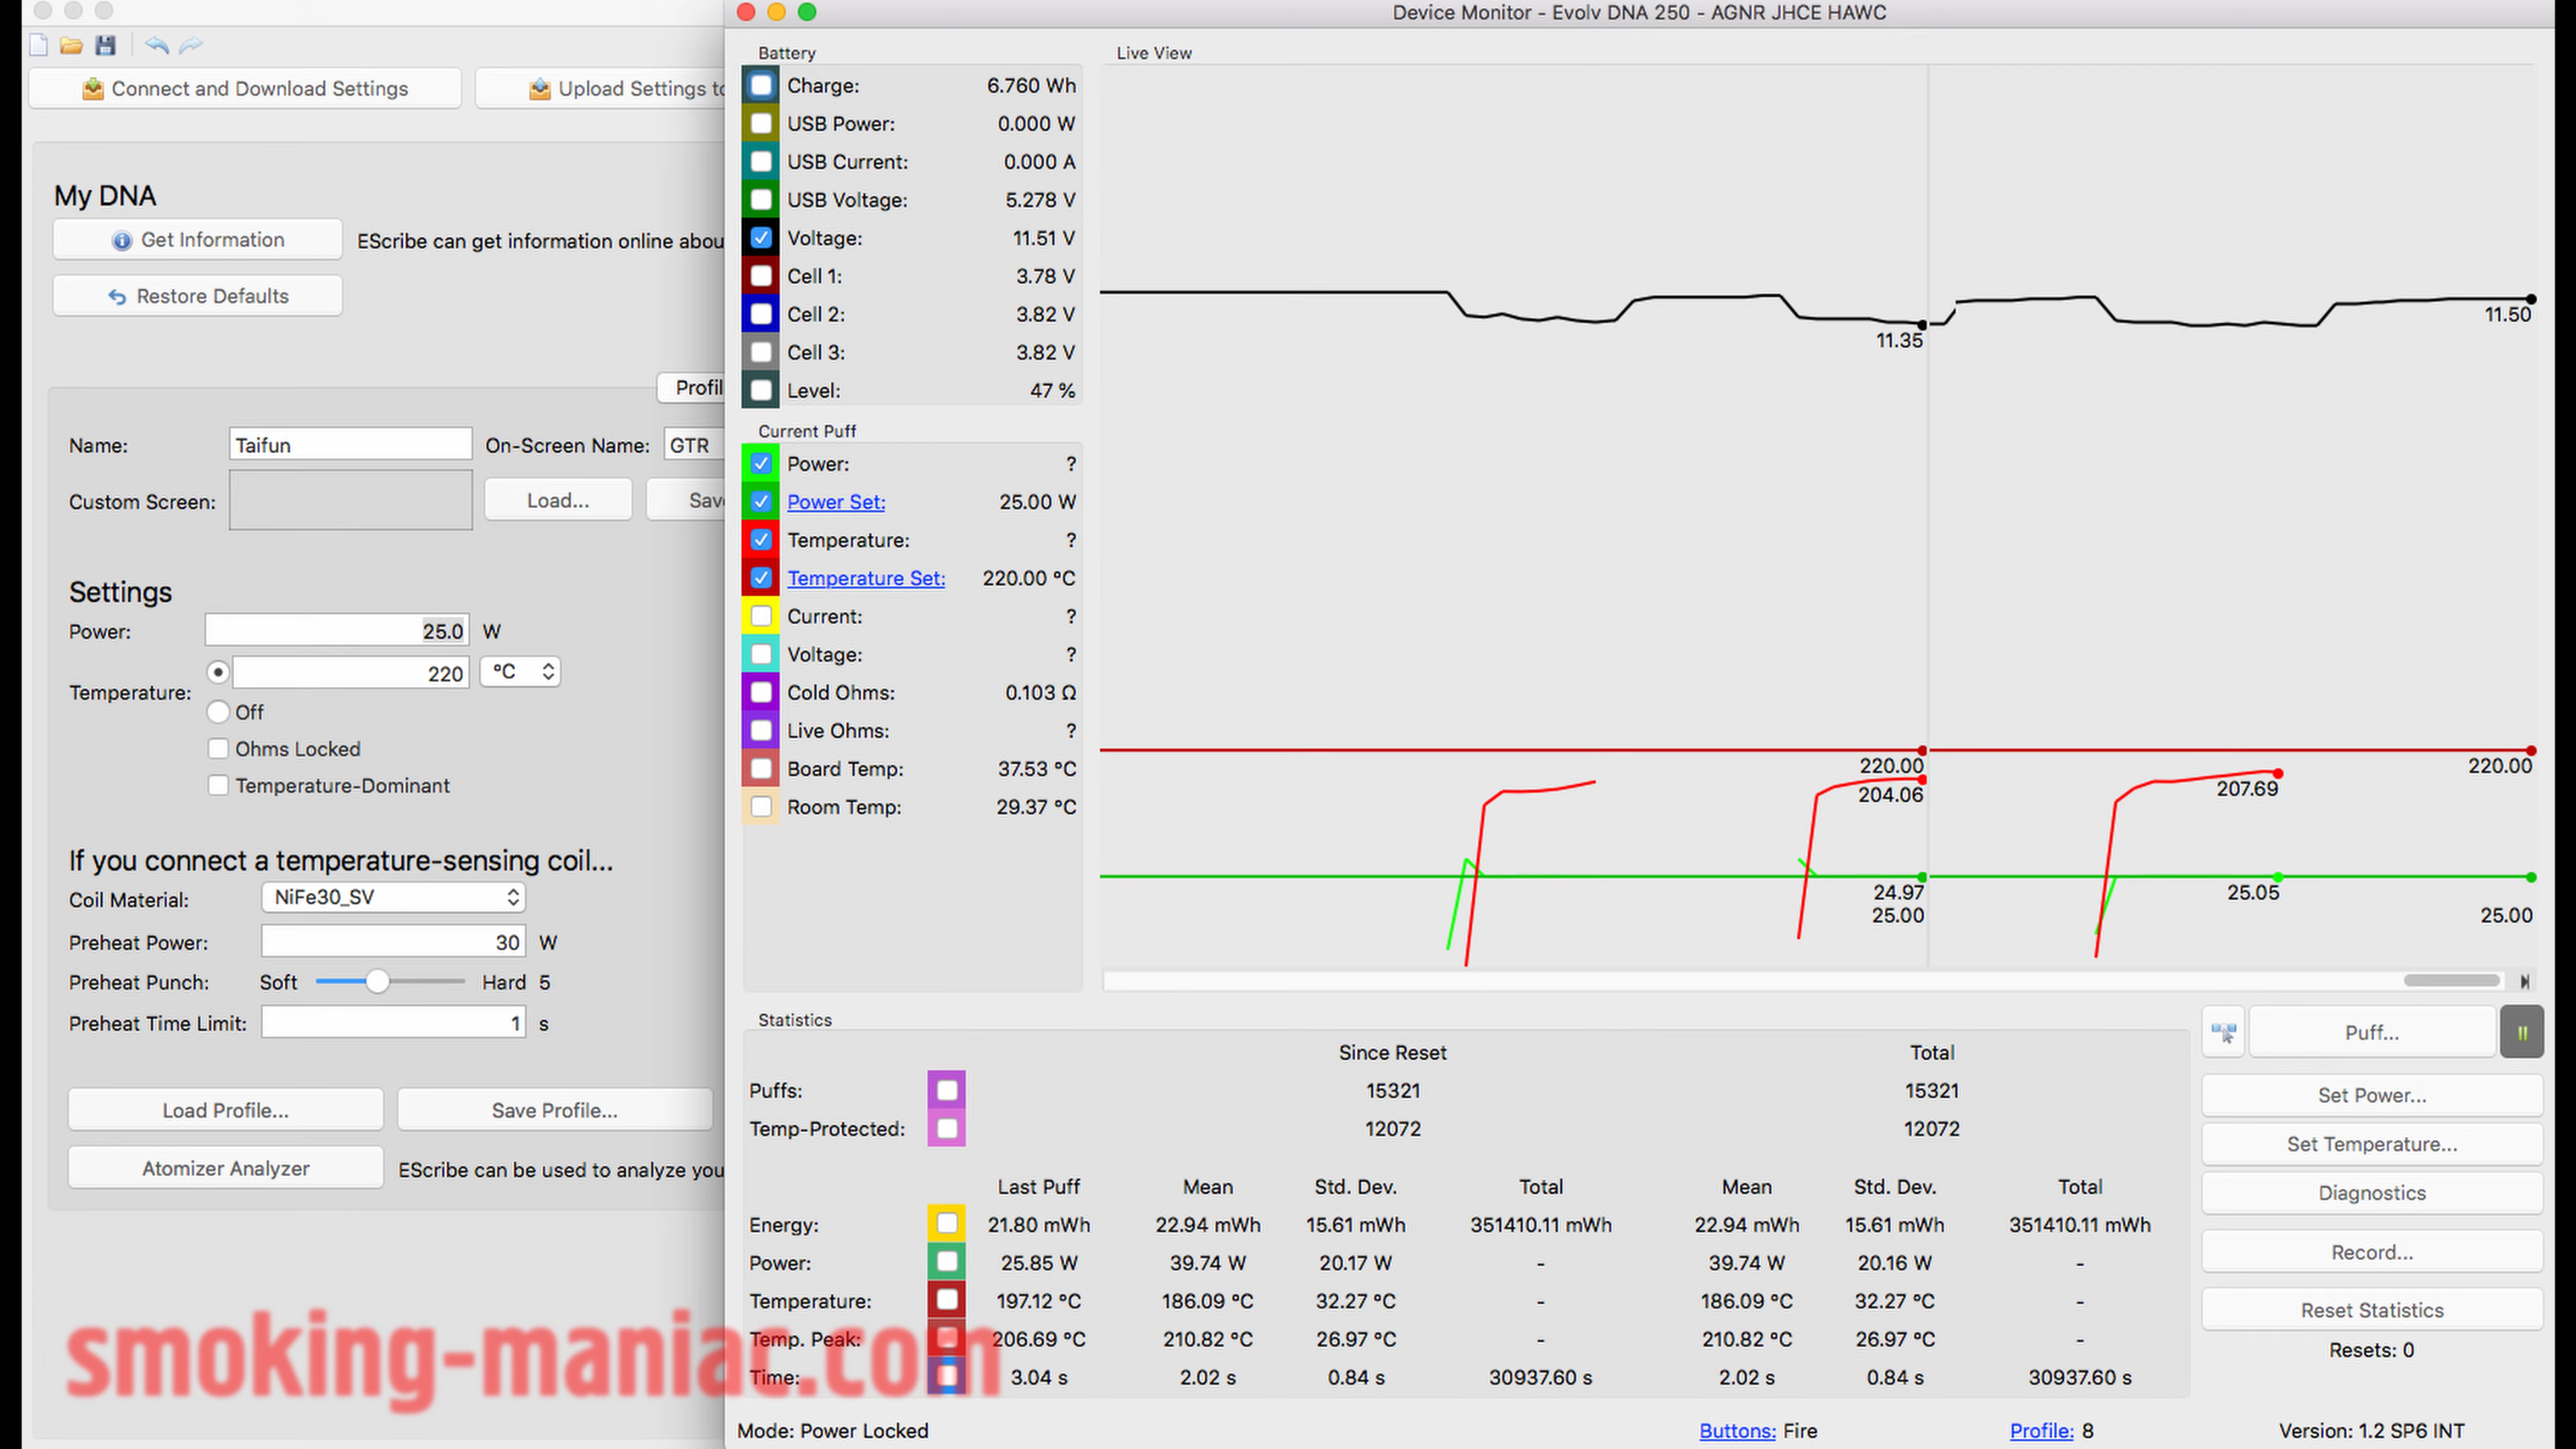 Device Monitor - Evolv DNA 250 - AGNR JHCE HAWC
Connect and Download Settings
Upload Settings to
My DNA
Get Information
EScribe can get information online abou
Restore Defaults
Profil
Name:
Taifun
On-Screen Name:
GTR
Custom Screen:
Load...
Sav
Settings
Power:
25.0
W
Temperature:
220
°C
Off
Ohms Locked
Temperature-Dominant
If you connect a temperature-sensing coil...
Coil Material:
NiFe30_SV
Preheat Power:
30
W
Preheat Punch:
Soft
Hard
5
Preheat Time Limit:
1
s
Load Profile...
Save Profile...
Atomizer Analyzer
EScribe can be used to analyze you
Battery
Charge: 6.760 Wh
USB Power: 0.000 W
USB Current: 0.000 A
USB Voltage: 5.278 V
Voltage: 11.51 V
Cell 1: 3.78 V
Cell 2: 3.82 V
Cell 3: 3.82 V
Level: 47 %
Current Puff
Power: ?
Power Set: 25.00 W
Temperature: ?
Temperature Set: 220.00 °C
Current: ?
Voltage: ?
Cold Ohms: 0.103 Ω
Live Ohms: ?
Board Temp: 37.53 °C
Room Temp: 29.37 °C
Live View
11.50
11.35
220.00
220.00
204.06
207.69
24.97
25.05
25.00
25.00
Statistics
Since Reset Total
Puffs: 15321 15321
Temp-Protected: 12072 12072
Last Puff Mean Std. Dev. Total Mean Std. Dev. Total
Energy: 21.80 mWh 22.94 mWh 15.61 mWh 351410.11 mWh 22.94 mWh 15.61 mWh 351410.11 mWh
Power: 25.85 W 39.74 W 20.17 W - 39.74 W 20.16 W -
Temperature: 197.12 °C 186.09 °C 32.27 °C - 186.09 °C 32.27 °C -
Temp. Peak: 206.69 °C 210.82 °C 26.97 °C - 210.82 °C 26.97 °C -
Time: 3.04 s 2.02 s 0.84 s 30937.60 s 2.02 s 0.84 s 30937.60 s
Puff...
Set Power...
Set Temperature...
Diagnostics
Record...
Reset Statistics
Resets: 0
smoking-maniac.com
Mode: Power Locked
Buttons: Fire
Profile: 8
Version: 1.2 SP6 INT